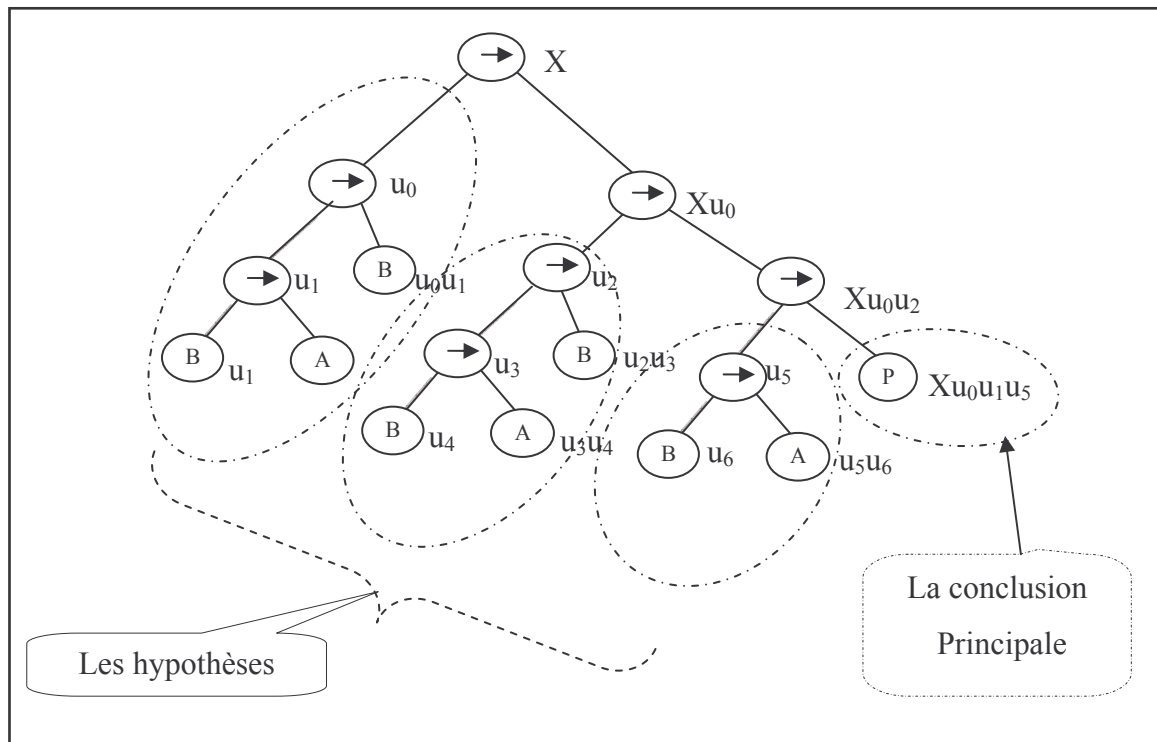 → X
→ u₀
→ Xu₀
→ u₁
B u₀u₁
→ u₂
→ Xu₀u₂
B u₁
A
→ u₃
B u₂u₃
→ u₅
P Xu₀u₁u₅
B u₄
A u₃u₄
B u₆
A u₅u₆
La conclusion
Principale
Les hypothèses